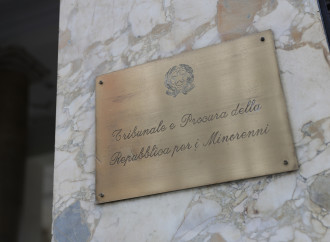 Tribunale e Procura della
Repubblica per i Minorenni